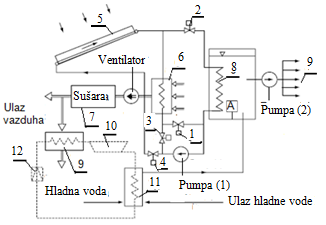 2
5
Ventilator
6
8
9
Sušara
Pumpa (2)
Ulaz
vazduha
7
A
10
3
1
12
9
4
Pumpa (1)
Hladna voda
11
Ulaz hladne vode